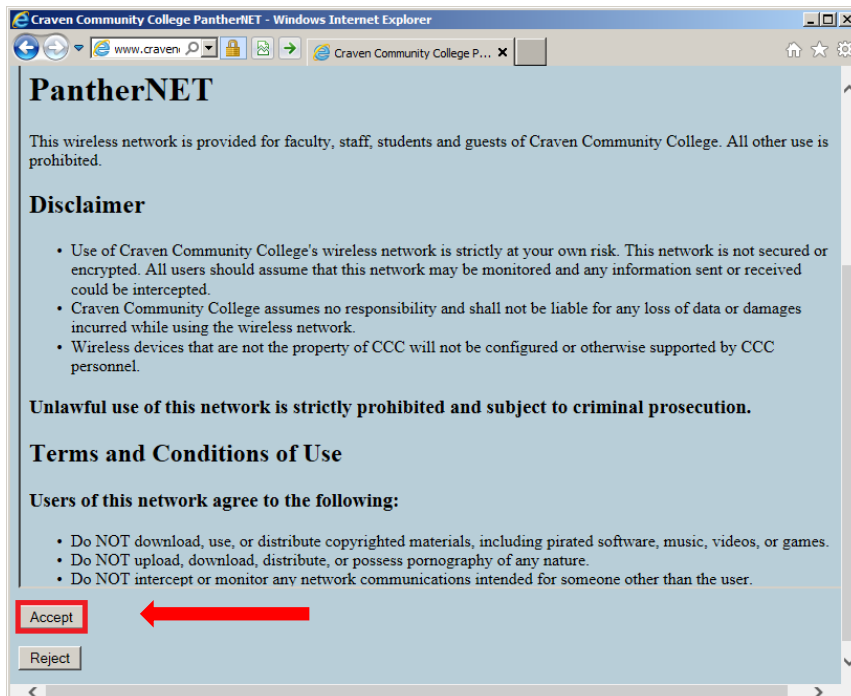 Craven Community College PantherNET - Windows Internet Explorer
www.craven
Craven Community College P...
PantherNET
This wireless network is provided for faculty, staff, students and guests of Craven Community College. All other use is
prohibited.
Disclaimer
• Use of Craven Community College's wireless network is strictly at your own risk. This network is not secured or
encrypted. All users should assume that this network may be monitored and any information sent or received
could be intercepted.
• Craven Community College assumes no responsibility and shall not be liable for any loss of data or damages
incurred while using the wireless network.
• Wireless devices that are not the property of CCC will not be configured or otherwise supported by CCC
personnel.
Unlawful use of this network is strictly prohibited and subject to criminal prosecution.
Terms and Conditions of Use
Users of this network agree to the following:
• Do NOT download, use, or distribute copyrighted materials, including pirated software, music, videos, or games.
• Do NOT upload, download, distribute, or possess pornography of any nature.
• Do NOT intercept or monitor any network communications intended for someone other than the user.
Accept
Reject